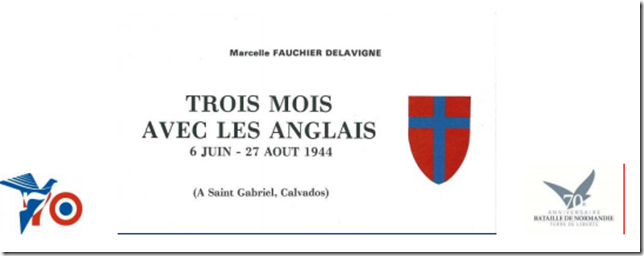 Marcelle FAUCHIER DELAVIGNE
TROIS MOIS
AVEC LES ANGLAIS
6 JUIN - 27 AOUT 1944
(A Saint Gabriel, Calvados)
70
70e
ANNIVERSAIRE
BATAILLE DE NORMANDIE
TERRE DE LIBERTÉ